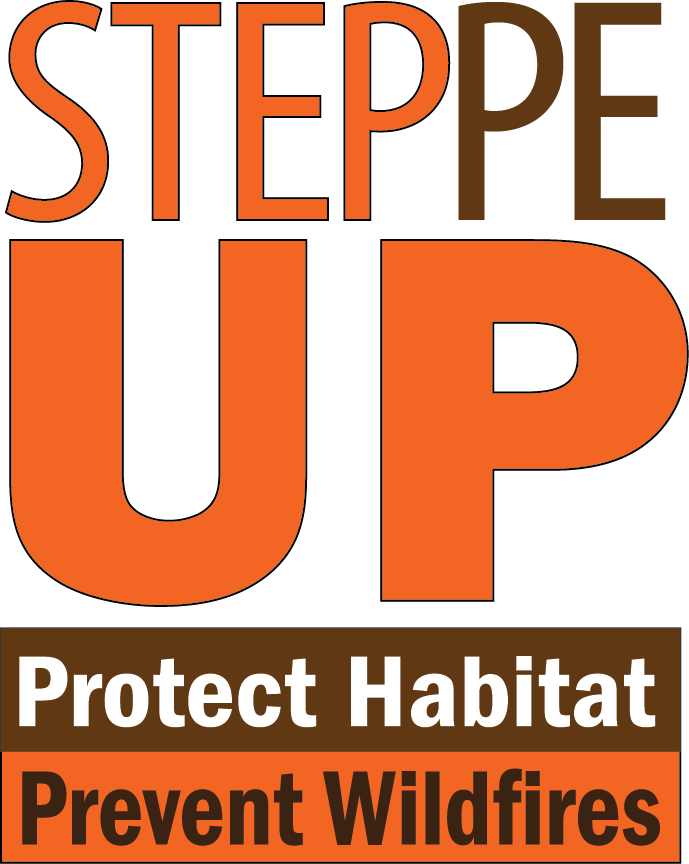 STEPPE
UP
Protect Habitat
Prevent Wildfires